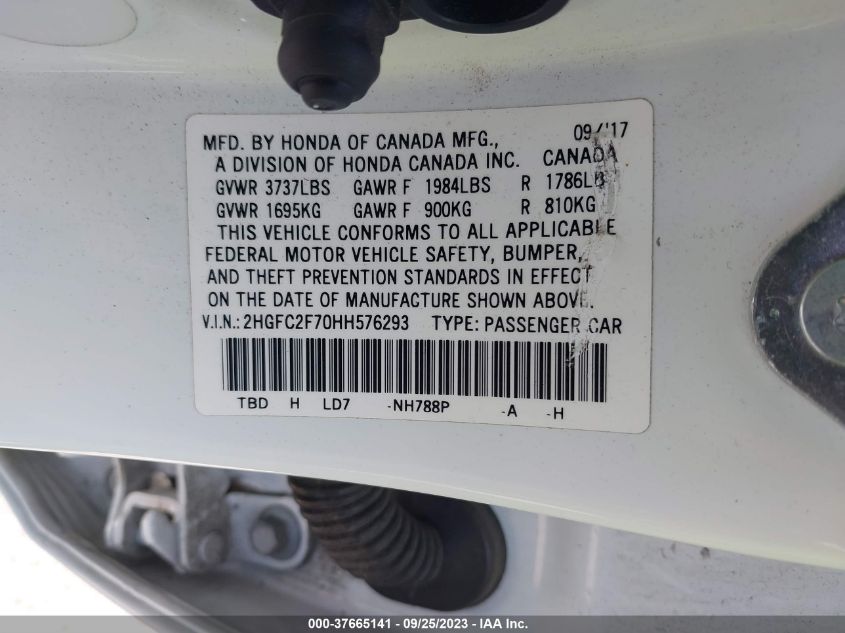 MFD. BY HONDA OF CANADA MFG., 09/'17
A DIVISION OF HONDA CANADA INC. CANADA
GVWR 3737LBS GAWR F 1984LBS R 1786LB
GVWR 1695KG GAWR F 900KG R 810KG
THIS VEHICLE CONFORMS TO ALL APPLICABLE
FEDERAL MOTOR VEHICLE SAFETY, BUMPER,
AND THEFT PREVENTION STANDARDS IN EFFECT
ON THE DATE OF MANUFACTURE SHOWN ABOVE.
V.I.N.: 2HGFC2F70HH576293 TYPE: PASSENGER CAR
TBD H LD7 -NH788P -A -H
000-37665141 - 09/25/2023 - IAA Inc.